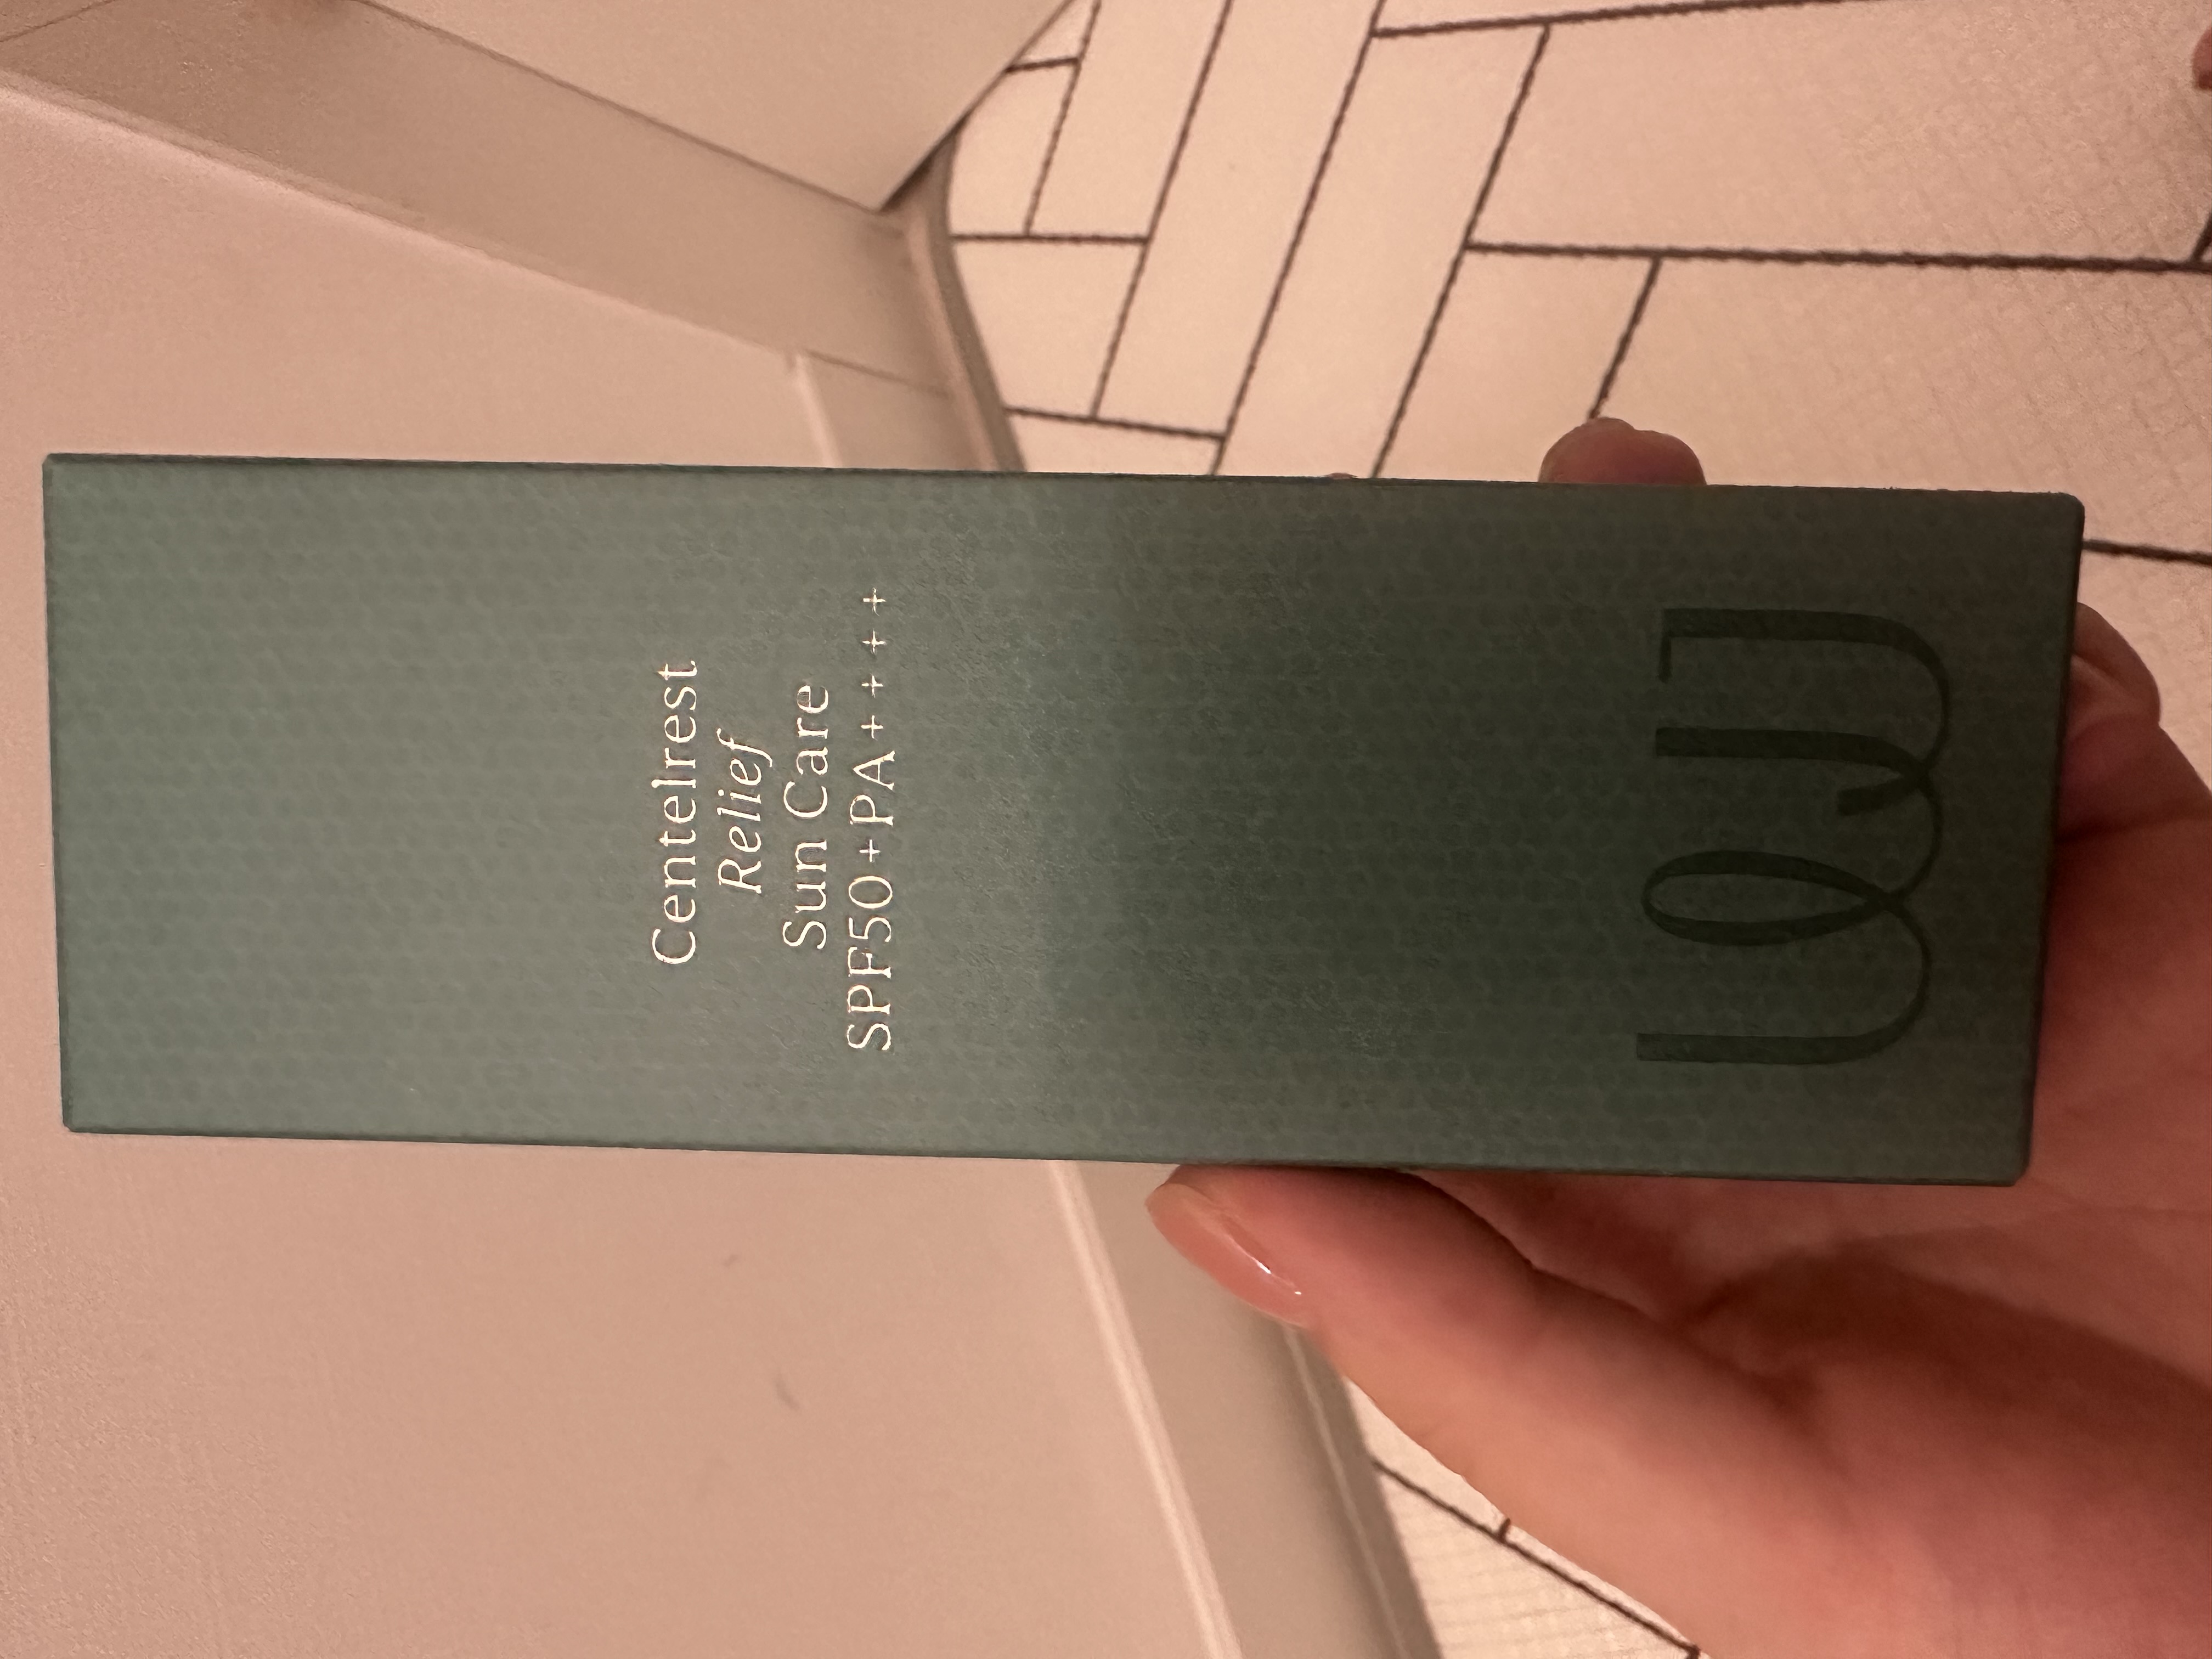 Centelrest
Relief
Sun Care
SPF50+PA++++